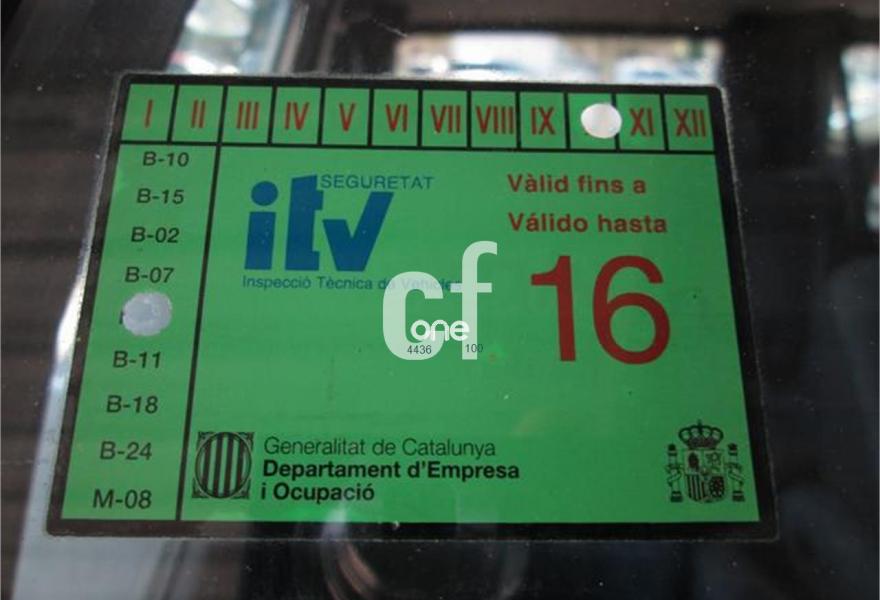 I II III IV V VI VII VIII IX XI XII
B-10
B-15
B-02
B-07
B-11
B-18
B-24
M-08
SEGURETAT
itv
Inspecció Tècnica de Vehicles
Vàlid fins a
Válido hasta
16
cf
one
4436 100
Generalitat de Catalunya
Departament d'Empresa
i Ocupació